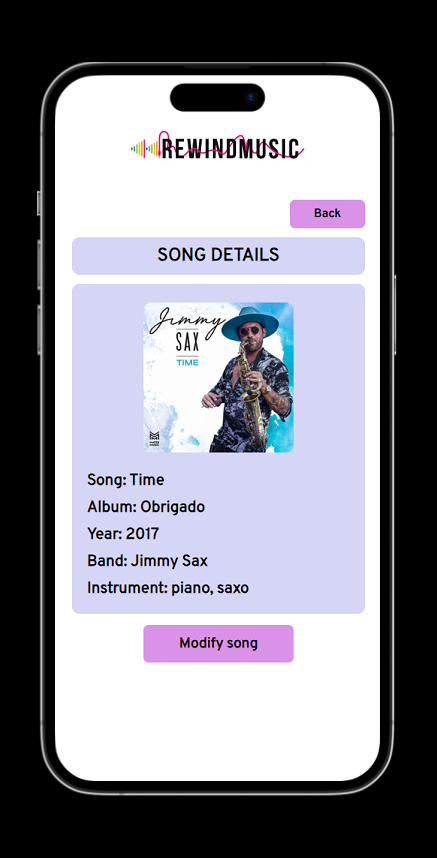 REWINDMUSIC
Back
SONG DETAILS
Jimmy
SAX
TIME
Song: Time
Album: Obrigado
Year: 2017
Band: Jimmy Sax
Instrument: piano, saxo
Modify song